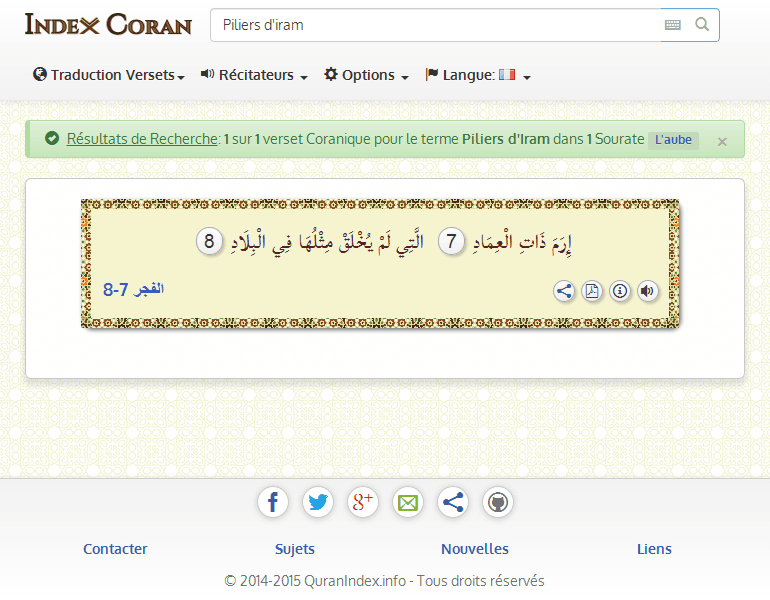 INDEX CORAN
Piliers d'iram
Traduction Versets Récitateurs Options Langue:
Résultats de Recherche: 1 sur 1 verset Coranique pour le terme Piliers d'Iram dans 1 Sourate L'aube ×
إِرَمَ ذَاتِ الْعِمَادِ 7 الَّتِي لَمْ يُخْلَقْ مِثْلُهَا فِي الْبِلَادِ 8
الفجر 7-8
Contacter Sujets Nouvelles Liens
© 2014-2015 QuranIndex.info - Tous droits réservés